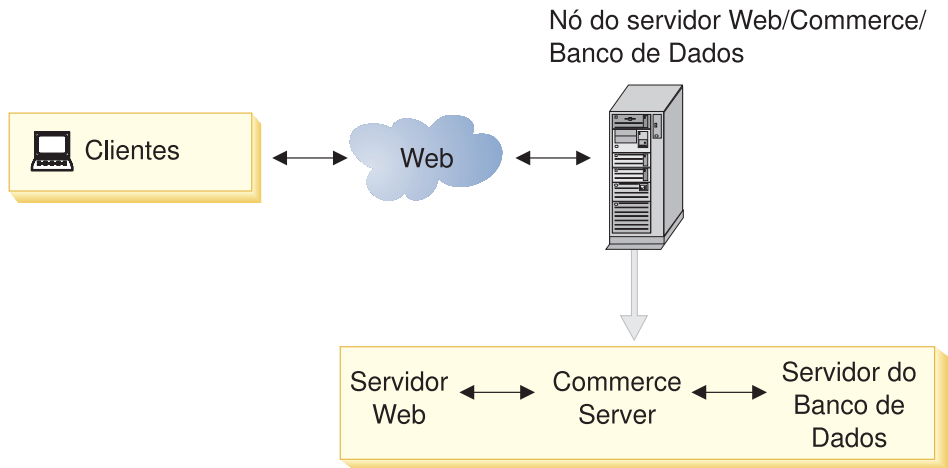 Nó do servidor Web/Commerce/
Banco de Dados
Clientes
Web
Servidor
Web
Commerce
Server
Servidor do
Banco de
Dados